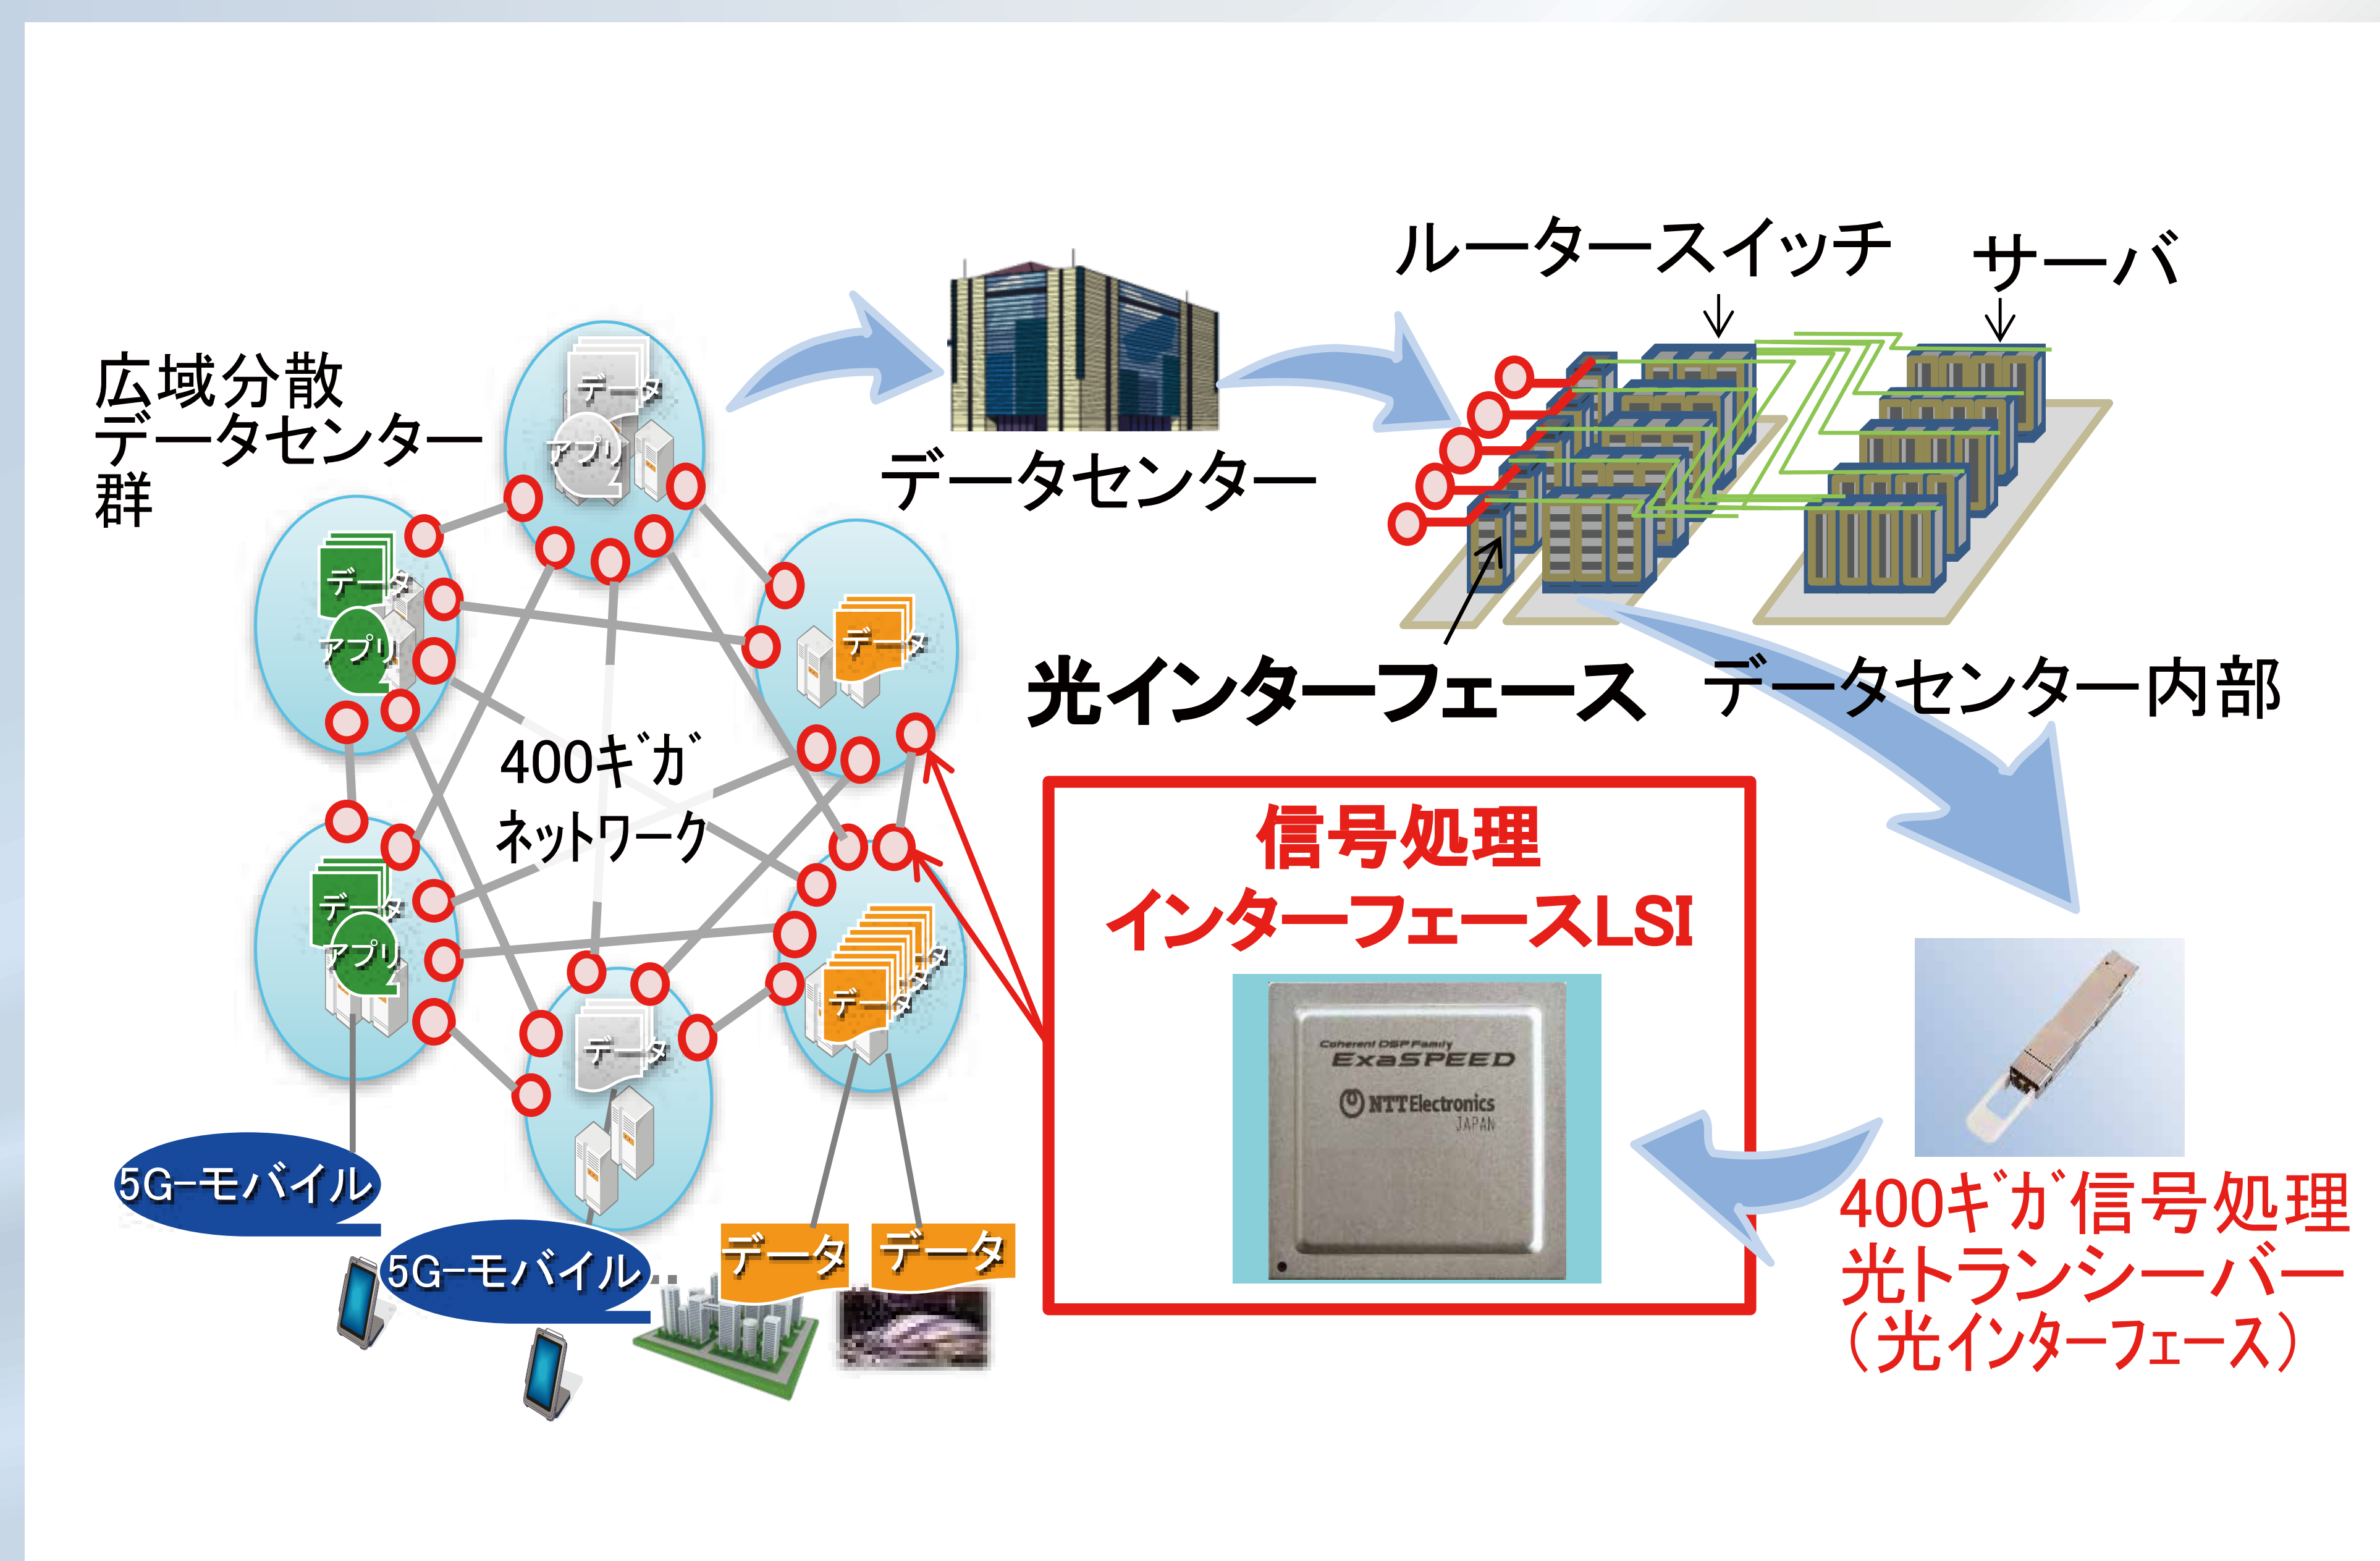 ルータースイッチ
サーバ
広域分散
データセンター
群
データ
アプリ
データセンター
データ
アプリ
データ
光インターフェース
データセンター内部
400ギガ
ネットワーク
信号処理
インターフェースLSI
データ
アプリ
データ
データ
Coherent DSP Family
ExaSPEED
NTT Electronics
JAPAN
5G-モバイル
5G-モバイル
データ
データ
400ギガ信号処理
光トランシーバー
（光インターフェース）